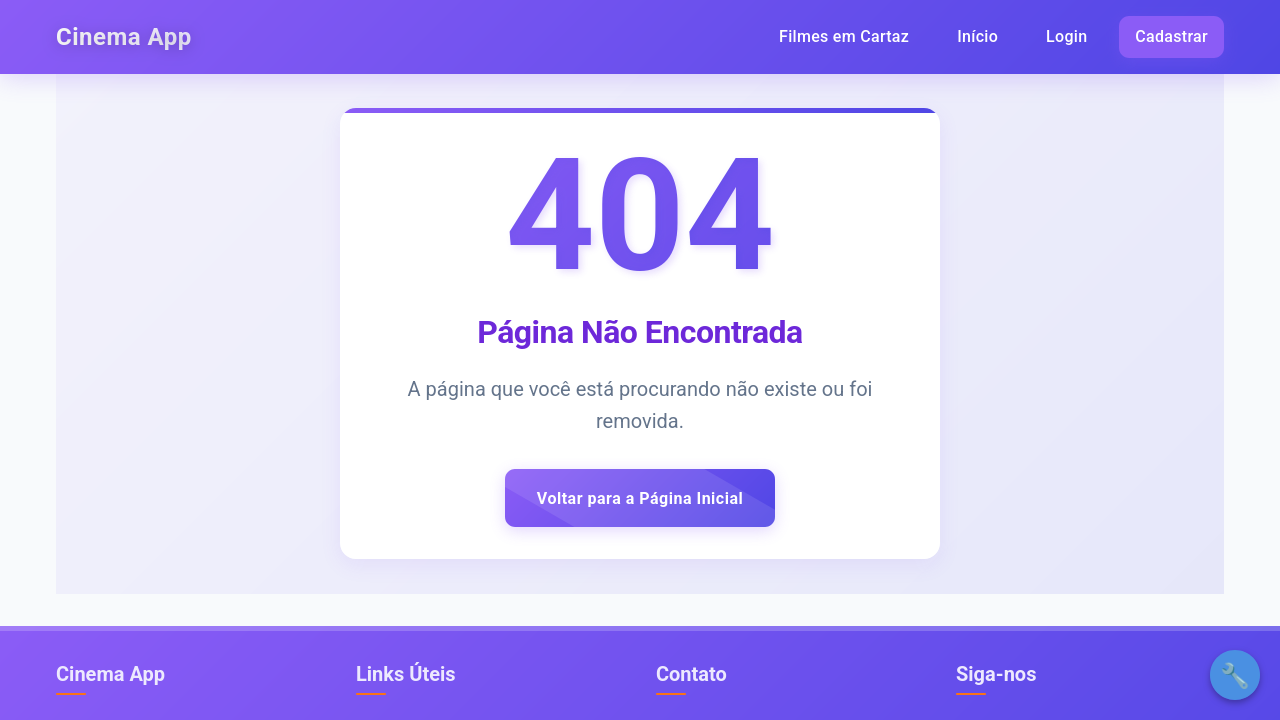 Cinema App
Filmes em Cartaz
Início
Login
Cadastrar
404
Página Não Encontrada
A página que você está procurando não existe ou foi
removida.
Voltar para a Página Inicial
Cinema App
Links Úteis
Contato
Siga-nos